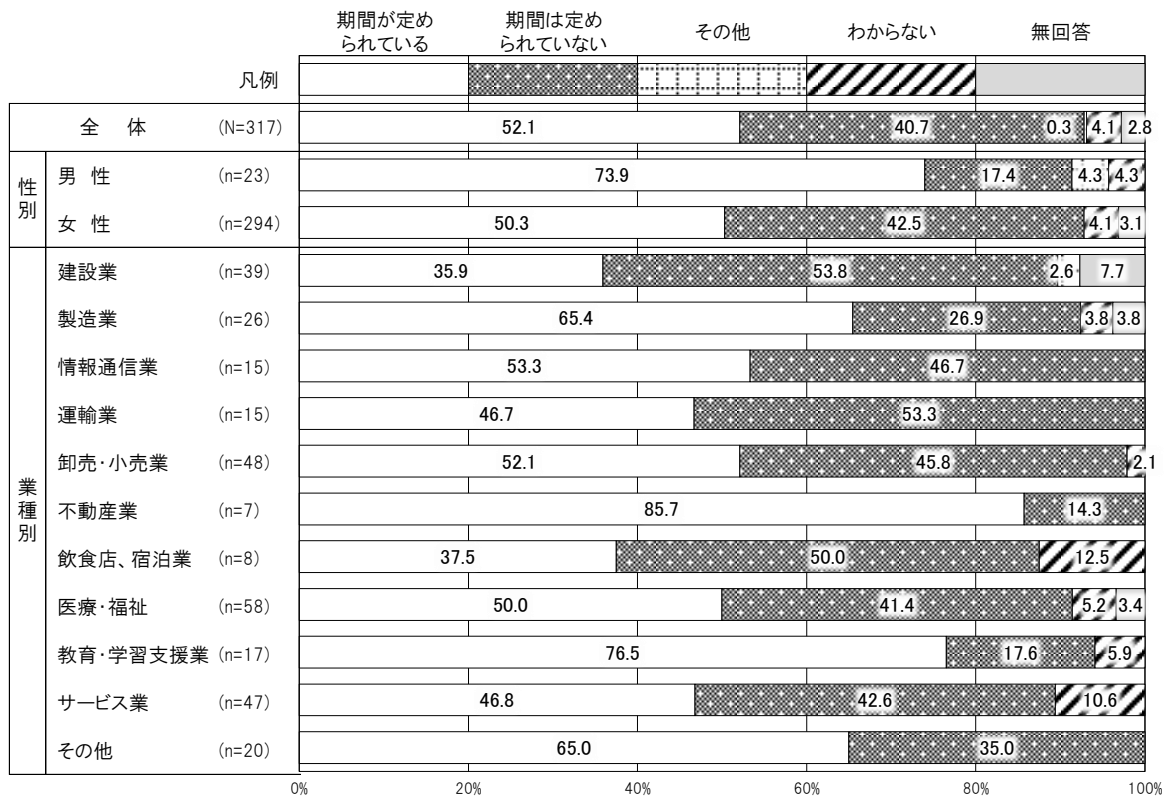 期間が定め
られている
期間は定め
られていない
その他
わからない
無回答
凡例
全 体 (N=317) 52.1 40.7 0.3 4.1 2.8
性別
男 性 (n=23) 73.9 17.4 4.3 4.3
女 性 (n=294) 50.3 42.5 4.1 3.1
業種別
建設業 (n=39) 35.9 53.8 2.6 7.7
製造業 (n=26) 65.4 26.9 3.8 3.8
情報通信業 (n=15) 53.3 46.7
運輸業 (n=15) 46.7 53.3
卸売・小売業 (n=48) 52.1 45.8 2.1
不動産業 (n=7) 85.7 14.3
飲食店、宿泊業 (n=8) 37.5 50.0 12.5
医療・福祉 (n=58) 50.0 41.4 5.2 3.4
教育・学習支援業 (n=17) 76.5 17.6 5.9
サービス業 (n=47) 46.8 42.6 10.6
その他 (n=20) 65.0 35.0
0% 20% 40% 60% 80% 100%